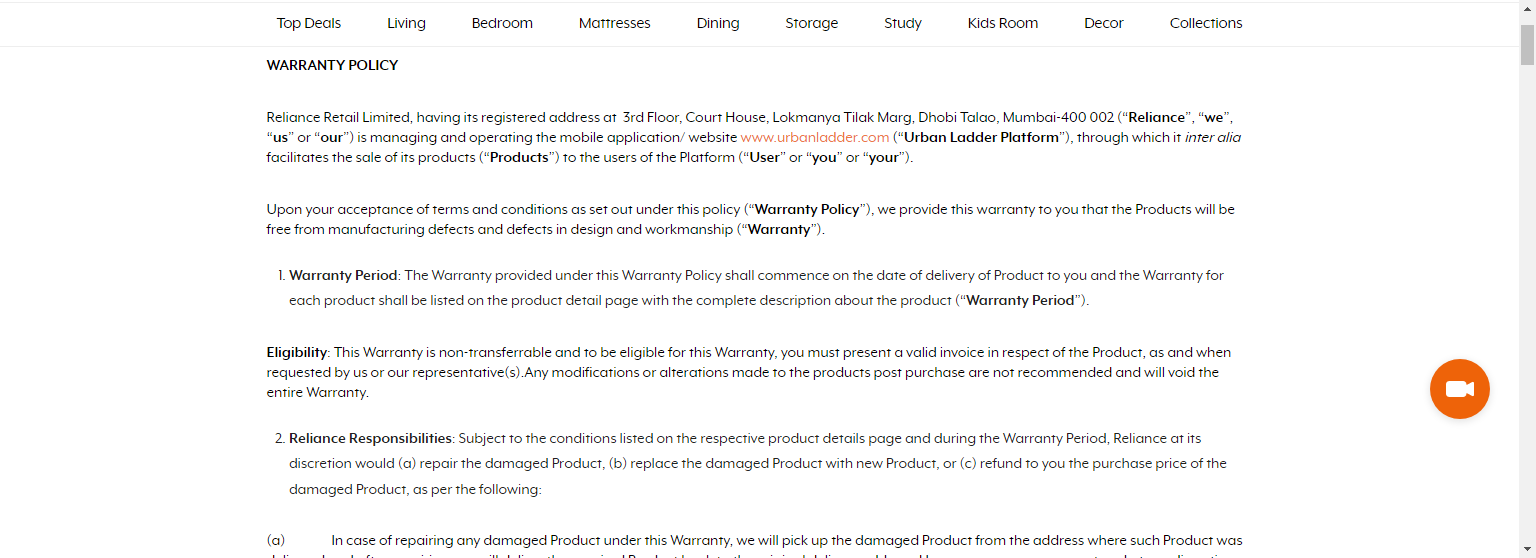 Top Deals Living Bedroom Mattresses Dining Storage Study Kids Room Decor Collections
WARRANTY POLICY
Reliance Retail Limited, having its registered address at 3rd Floor, Court House, Lokmanya Tilak Marg, Dhobi Talao, Mumbai-400 002 (“Reliance”, “we”,
“us” or “our”) is managing and operating the mobile application/ website www.urbanladder.com (“Urban Ladder Platform”), through which it inter alia
facilitates the sale of its products (“Products”) to the users of the Platform (“User” or “you” or “your”).
Upon your acceptance of terms and conditions as set out under this policy (“Warranty Policy”), we provide this warranty to you that the Products will be
free from manufacturing defects and defects in design and workmanship (“Warranty”).
1. Warranty Period: The Warranty provided under this Warranty Policy shall commence on the date of delivery of Product to you and the Warranty for
each product shall be listed on the product detail page with the complete description about the product (“Warranty Period”).
Eligibility: This Warranty is non-transferrable and to be eligible for this Warranty, you must present a valid invoice in respect of the Product, as and when
requested by us or our representative(s).Any modifications or alterations made to the products post purchase are not recommended and will void the
entire Warranty.
2. Reliance Responsibilities: Subject to the conditions listed on the respective product details page and during the Warranty Period, Reliance at its
discretion would (a) repair the damaged Product, (b) replace the damaged Product with new Product, or (c) refund to you the purchase price of the
damaged Product, as per the following:
(a) In case of repairing any damaged Product under this Warranty, we will pick up the damaged Product from the address where such Product was